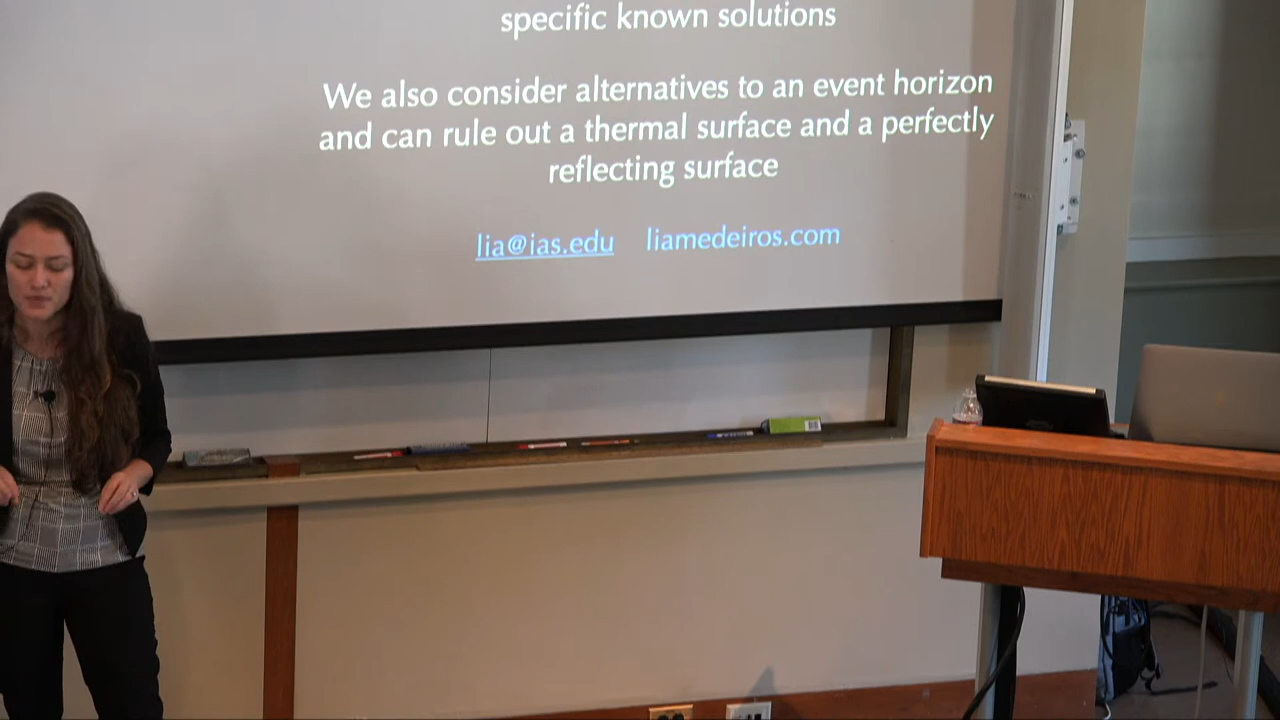 specific known solutions
We also consider alternatives to an event horizon
and can rule out a thermal surface and a perfectly
reflecting surface
lia@ias.edu liamedeiros.com